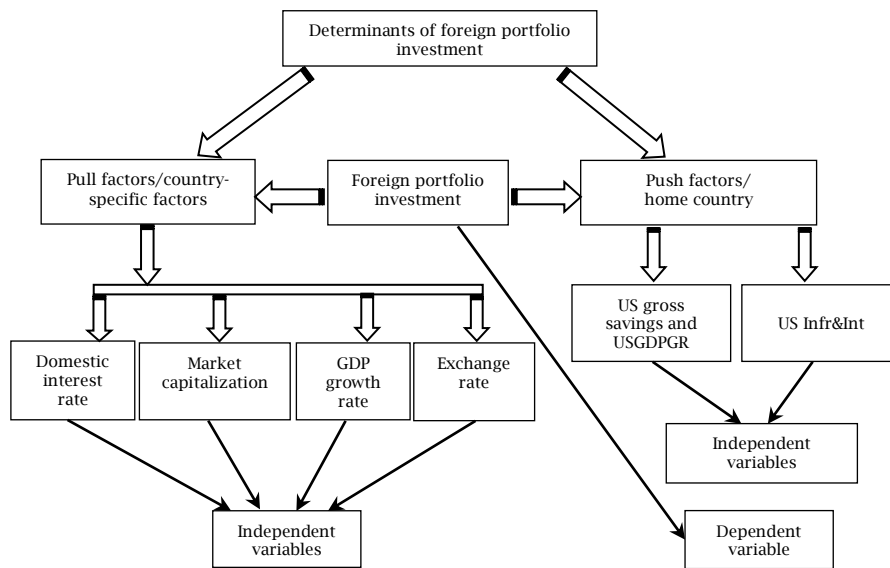 Determinants of foreign portfolio
investment
Pull factors/country-
specific factors
Foreign portfolio
investment
Push factors/
home country
US gross
savings and
USGDPGR
US Infr&Int
Domestic
interest
rate
Market
capitalization
GDP
growth
rate
Exchange
rate
Independent
variables
Independent
variables
Dependent
variable